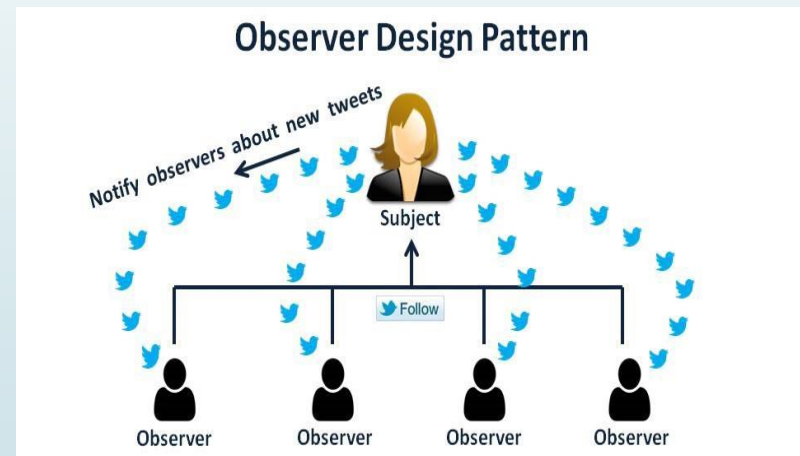 Observer Design Pattern
Notify observers about new tweets
Subject
Follow
Observer
Observer
Observer
Observer